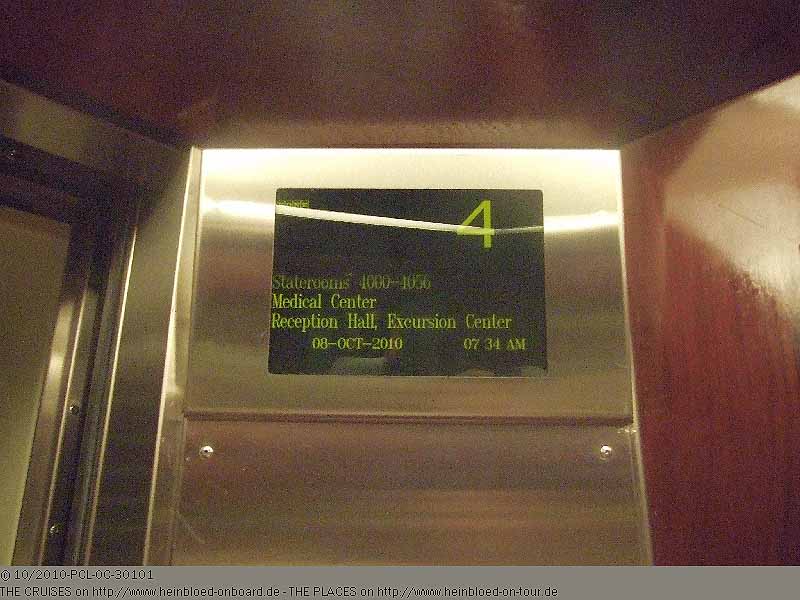 4
Staterooms 4000-4056
Medical Center
Reception Hall, Excursion Center
08-OCT-2010 07 34 AM
© 10/2010-PCL-OC-30101
THE CRUISES on http://www.heinbloed-onboard.de - THE PLACES on http://www.heinbloed-on-tour.de